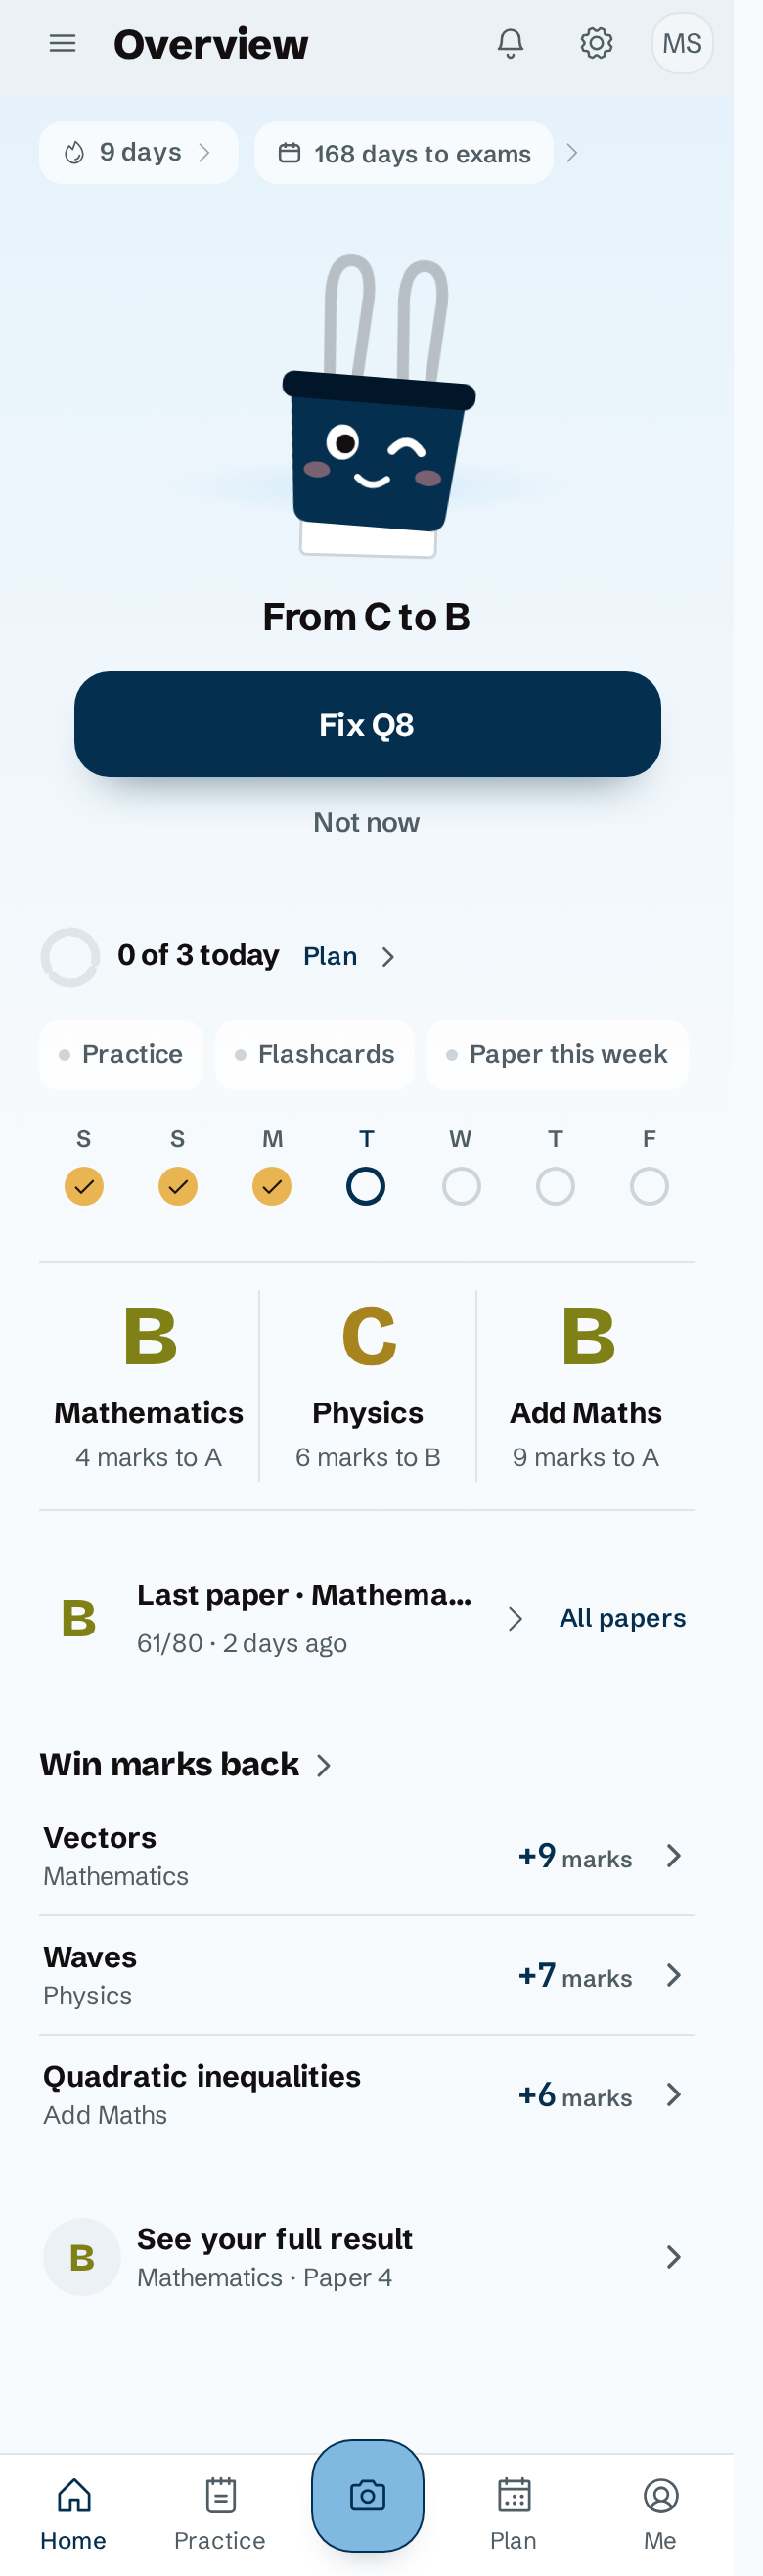 Overview
MS
9 days
168 days to exams
From C to B
Fix Q8
Not now
0 of 3 today Plan
Practice
Flashcards
Paper this week
S S M T W T F
B C B
Mathematics Physics Add Maths
4 marks to A 6 marks to B 9 marks to A
B
Last paper · Mathema...
61/80 · 2 days ago
All papers
Win marks back
Vectors
Mathematics
+9 marks
Waves
Physics
+7 marks
Quadratic inequalities
Add Maths
+6 marks
B
See your full result
Mathematics · Paper 4
Home Practice Plan Me